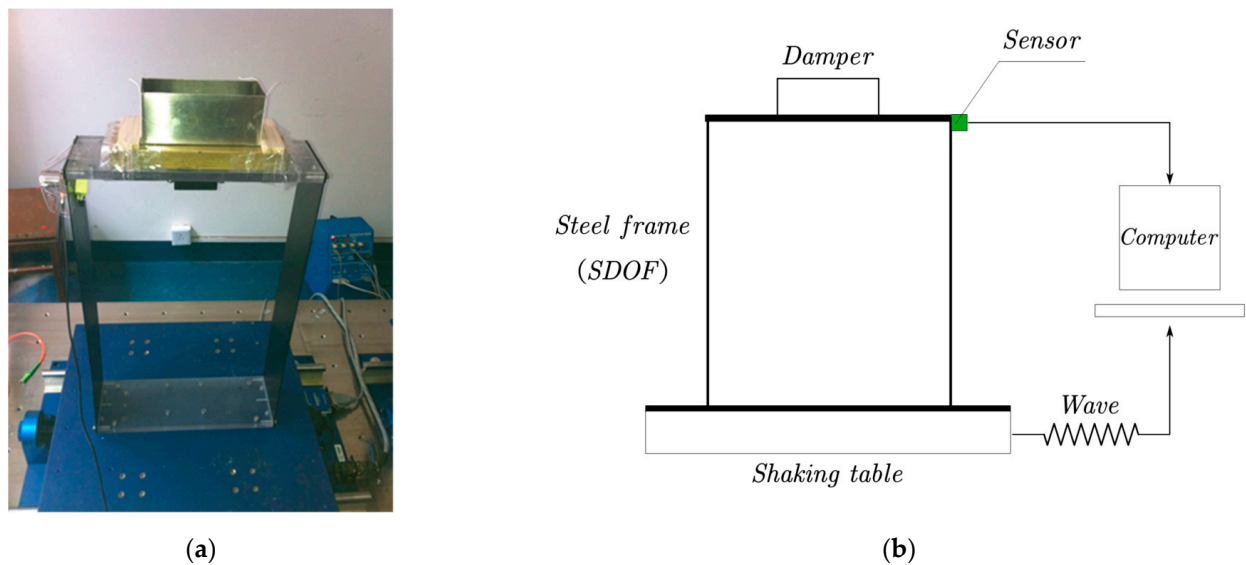 Damper
Sensor
Steel frame
(SDOF)
Computer
Wave
Shaking table
(a)
(b)